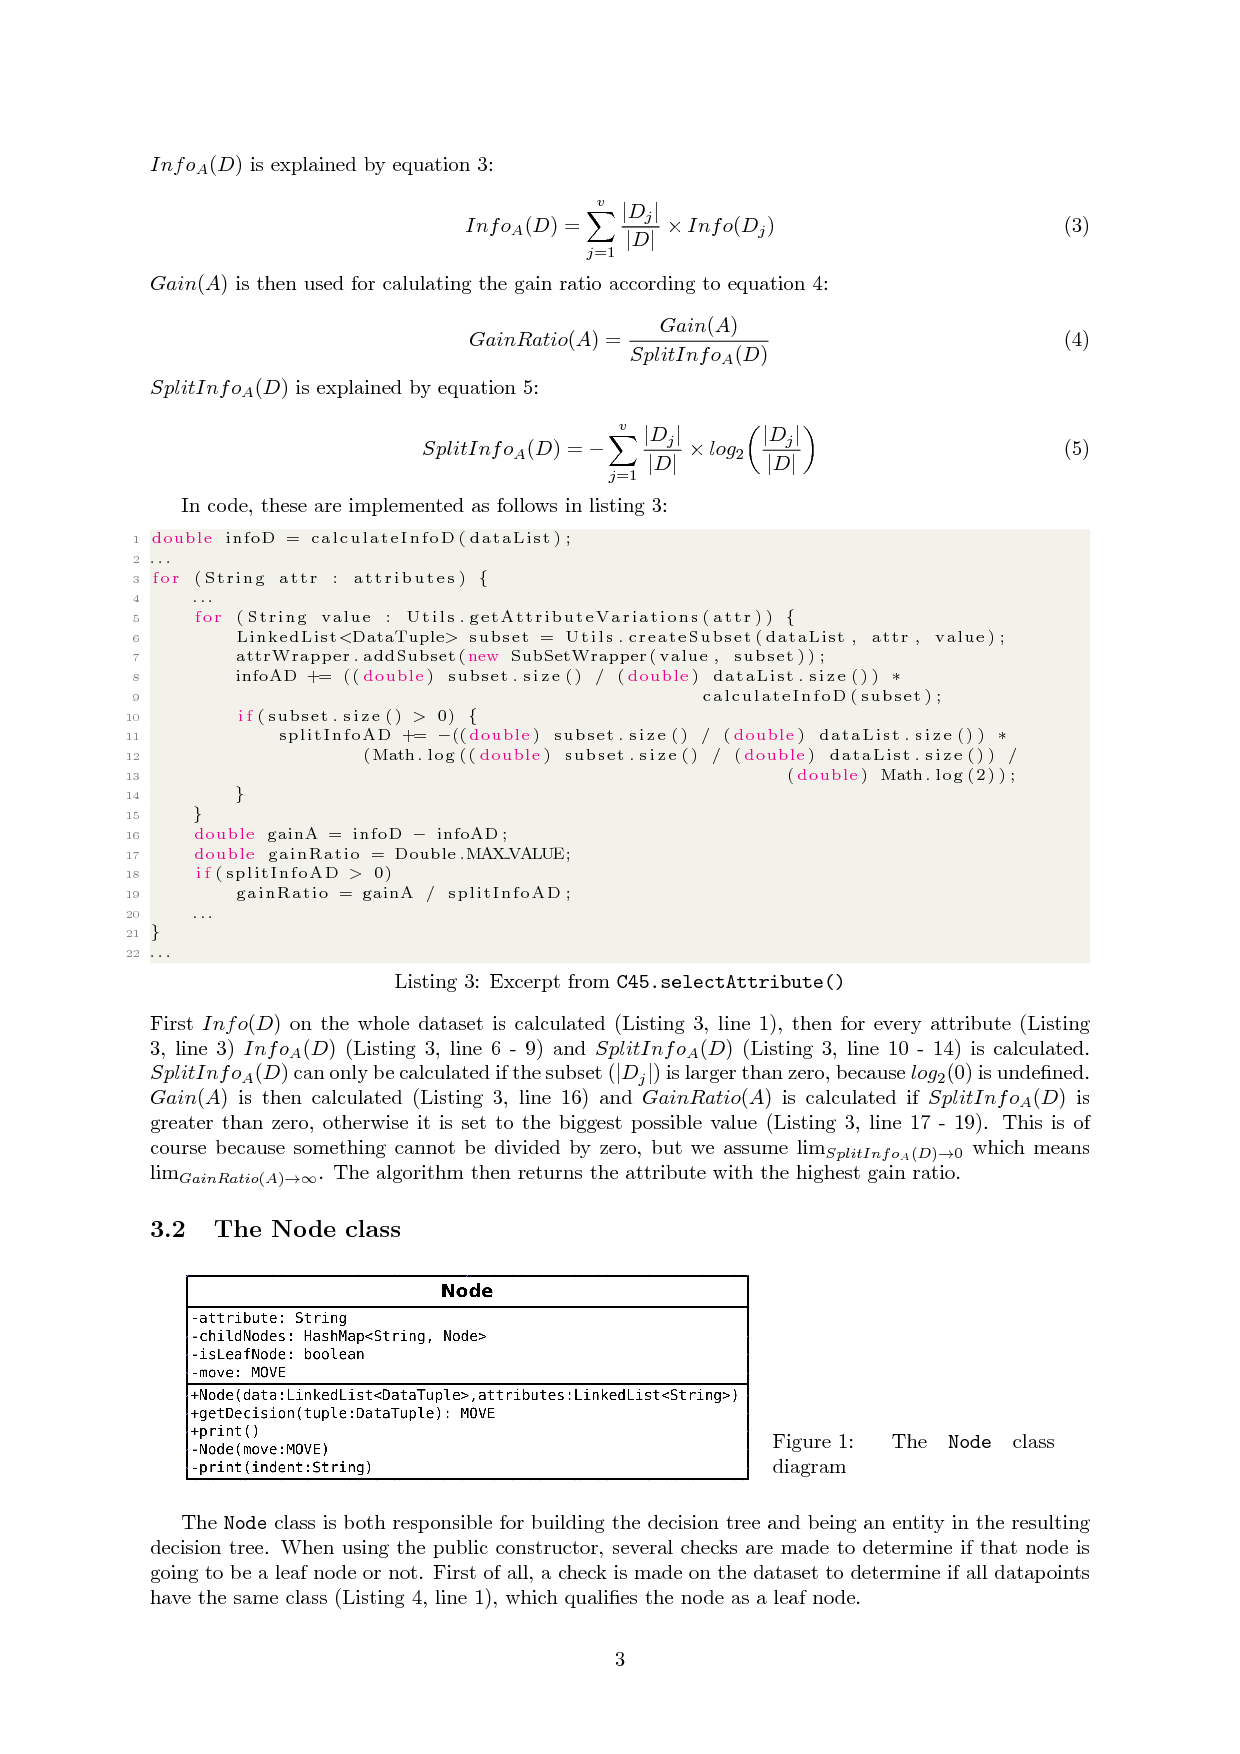 Info_A(D) is explained by equation 3:
Info_A(D) = \sum_{j=1}^{v} \frac{|D_j|}{|D|} × Info(D_j) (3)
Gain(A) is then used for calulating the gain ratio according to equation 4:
GainRatio(A) = \frac{Gain(A)}{SplitInfo_A(D)} (4)
SplitInfo_A(D) is explained by equation 5:
SplitInfo_A(D) = − \sum_{j=1}^{v} \frac{|D_j|}{|D|} × log_2(\frac{|D_j|}{|D|}) (5)
In code, these are implemented as follows in listing 3:
1 double infoD = calculateInfoD(dataList);
2 ...
3 for (String attr : attributes) {
4 ...
5 for (String value : Utils.getAttributeVariations(attr)) {
6 LinkedList<DataTuple> subset = Utils.createSubset(dataList, attr, value);
7 attrWrapper.addSubset(new SubSetWrapper(value, subset));
8 infoAD += ((double) subset.size() / (double) dataList.size()) *
9 calculateInfoD(subset);
10 if(subset.size() > 0) {
11 splitInfoAD += −((double) subset.size() / (double) dataList.size()) *
12 (Math.log((double) subset.size() / (double) dataList.size()) /
13 (double) Math.log(2));
14 }
15 }
16 double gainA = infoD − infoAD;
17 double gainRatio = Double.MAX_VALUE;
18 if(splitInfoAD > 0)
19 gainRatio = gainA / splitInfoAD;
20 ...
21 }
22 ...
Listing 3: Excerpt from C45.selectAttribute()
First Info(D) on the whole dataset is calculated (Listing 3, line 1), then for every attribute (Listing
3, line 3) Info_A(D) (Listing 3, line 6 - 9) and SplitInfo_A(D) (Listing 3, line 10 - 14) is calculated.
SplitInfo_A(D) can only be calculated if the subset (|D_j|) is larger than zero, because log_2(0) is undefined.
Gain(A) is then calculated (Listing 3, line 16) and GainRatio(A) is calculated if SplitInfo_A(D) is
greater than zero, otherwise it is set to the biggest possible value (Listing 3, line 17 - 19). This is of
course because something cannot be divided by zero, but we assume lim_{SplitInfo_A(D)→0} which means
lim_{GainRatio(A)→∞}. The algorithm then returns the attribute with the highest gain ratio.
3.2 The Node class
Node
-attribute: String
-childNodes: HashMap<String, Node>
-isLeafNode: boolean
-move: MOVE
+Node(data:LinkedList<DataTuple>,attributes:LinkedList<String>)
+getDecision(tuple:DataTuple): MOVE
+print()
-Node(move:MOVE)
-print(indent:String)
Figure 1: The Node class
diagram
The Node class is both responsible for building the decision tree and being an entity in the resulting
decision tree. When using the public constructor, several checks are made to determine if that node is
going to be a leaf node or not. First of all, a check is made on the dataset to determine if all datapoints
have the same class (Listing 4, line 1), which qualifies the node as a leaf node.
3